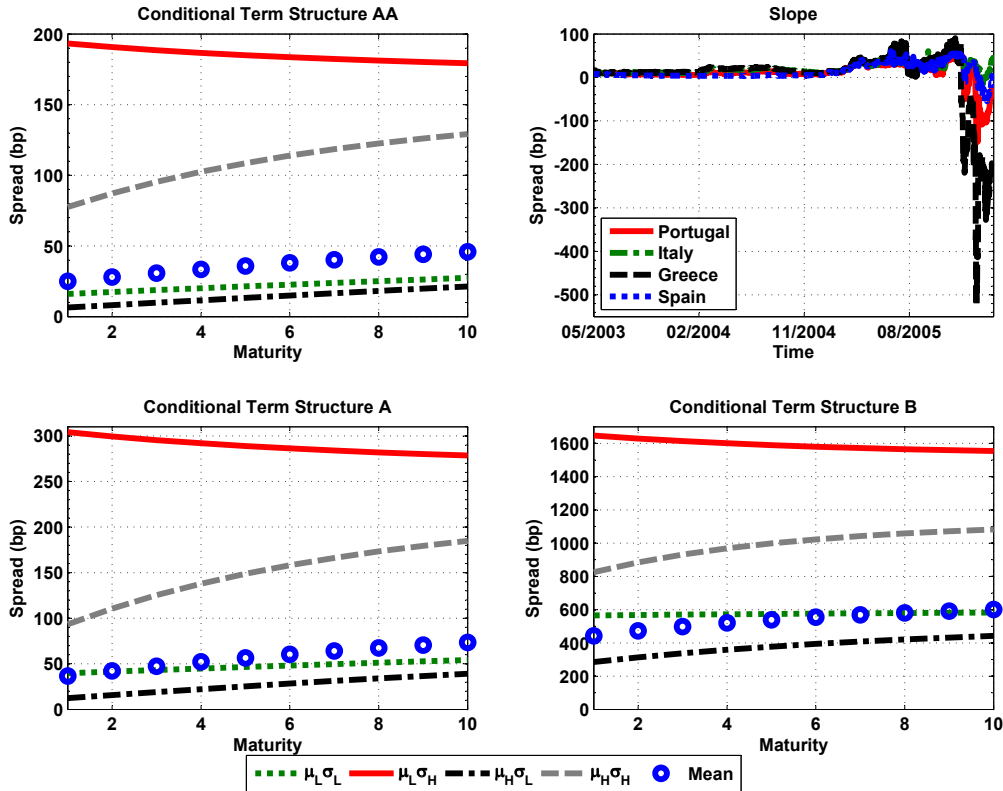 Conditional Term Structure AA
200
150
100
50
0
2
4
6
8
10
Spread (bp)
Maturity
Slope
100
0
-100
-200
-300
-400
-500
05/2003
02/2004
11/2004
08/2005
Spread (bp)
Time
Portugal
Italy
Greece
Spain
Conditional Term Structure A
300
250
200
150
100
50
0
2
4
6
8
10
Spread (bp)
Maturity
Conditional Term Structure B
1600
1400
1200
1000
800
600
400
200
0
2
4
6
8
10
Spread (bp)
Maturity
μLσL
μLσH
μHσL
μHσH
Mean